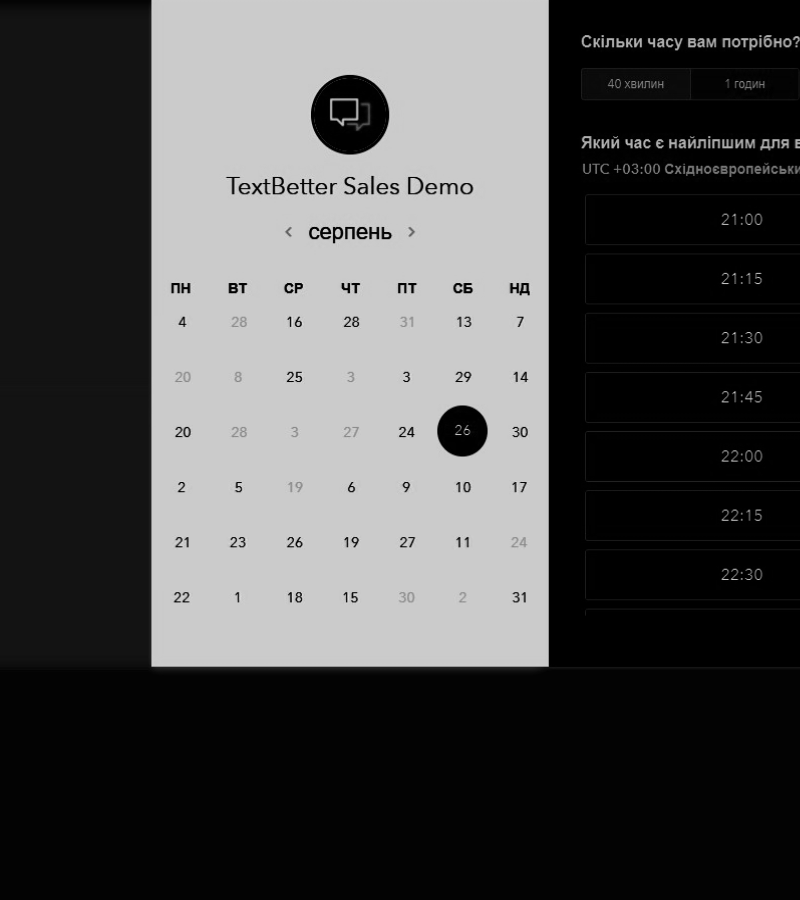 TextBetter Sales Demo
серпень
ПН ВТ СР ЧТ ПТ СБ НД
4 28 16 28 31 13 7
20 8 25 3 3 29 14
20 28 3 27 24 26 30
2 5 19 6 9 10 17
21 23 26 19 27 11 24
22 1 18 15 30 2 31
Скільки часу вам потрібно?
40 хвилин 1 годин
Який час є найліпшим для в
UTC +03:00 Східноєвропейськи
21:00
21:15
21:30
21:45
22:00
22:15
22:30